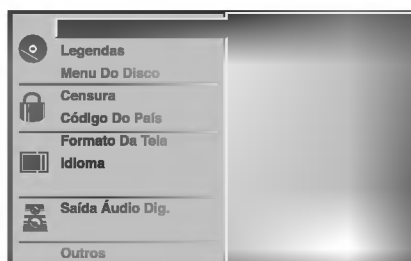 Legendas
Menu Do Disco
Censura
Código Do País
Formato Da Tela
Idioma
Saída Áudio Dig.
Outros